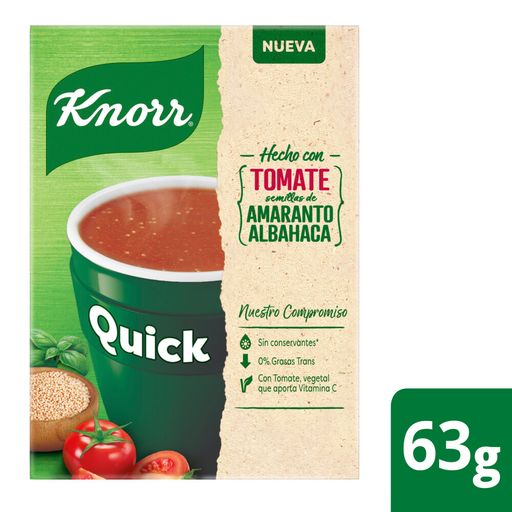 NUEVA
Knorr®
Hecho con
TOMATE
semillas de
AMARANTO
ALBAHACA
Quick
Nuestro Compromiso
Sin conservantes*
0% Grasas Trans
Con Tomate, vegetal
que aporta Vitamina C
63g